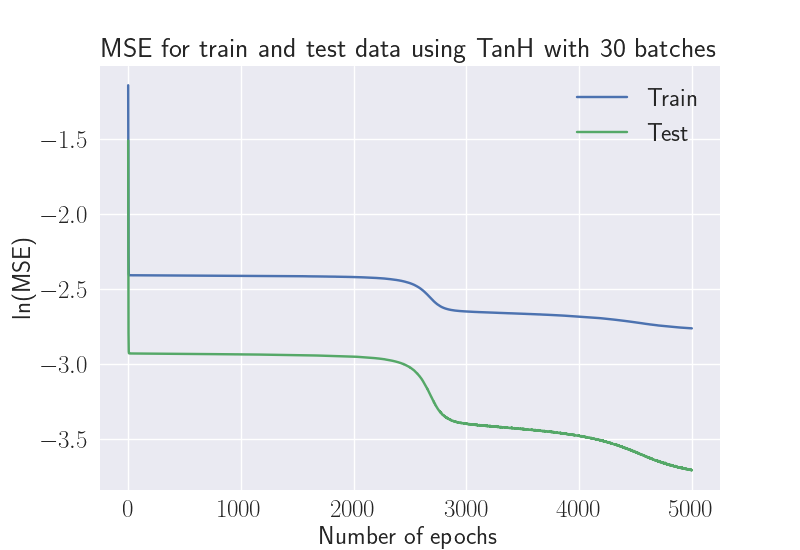 MSE for train and test data using TanH with 30 batches
Train
Test
ln(MSE)
−1.5
−2.0
−2.5
−3.0
−3.5
0 1000 2000 3000 4000 5000
Number of epochs